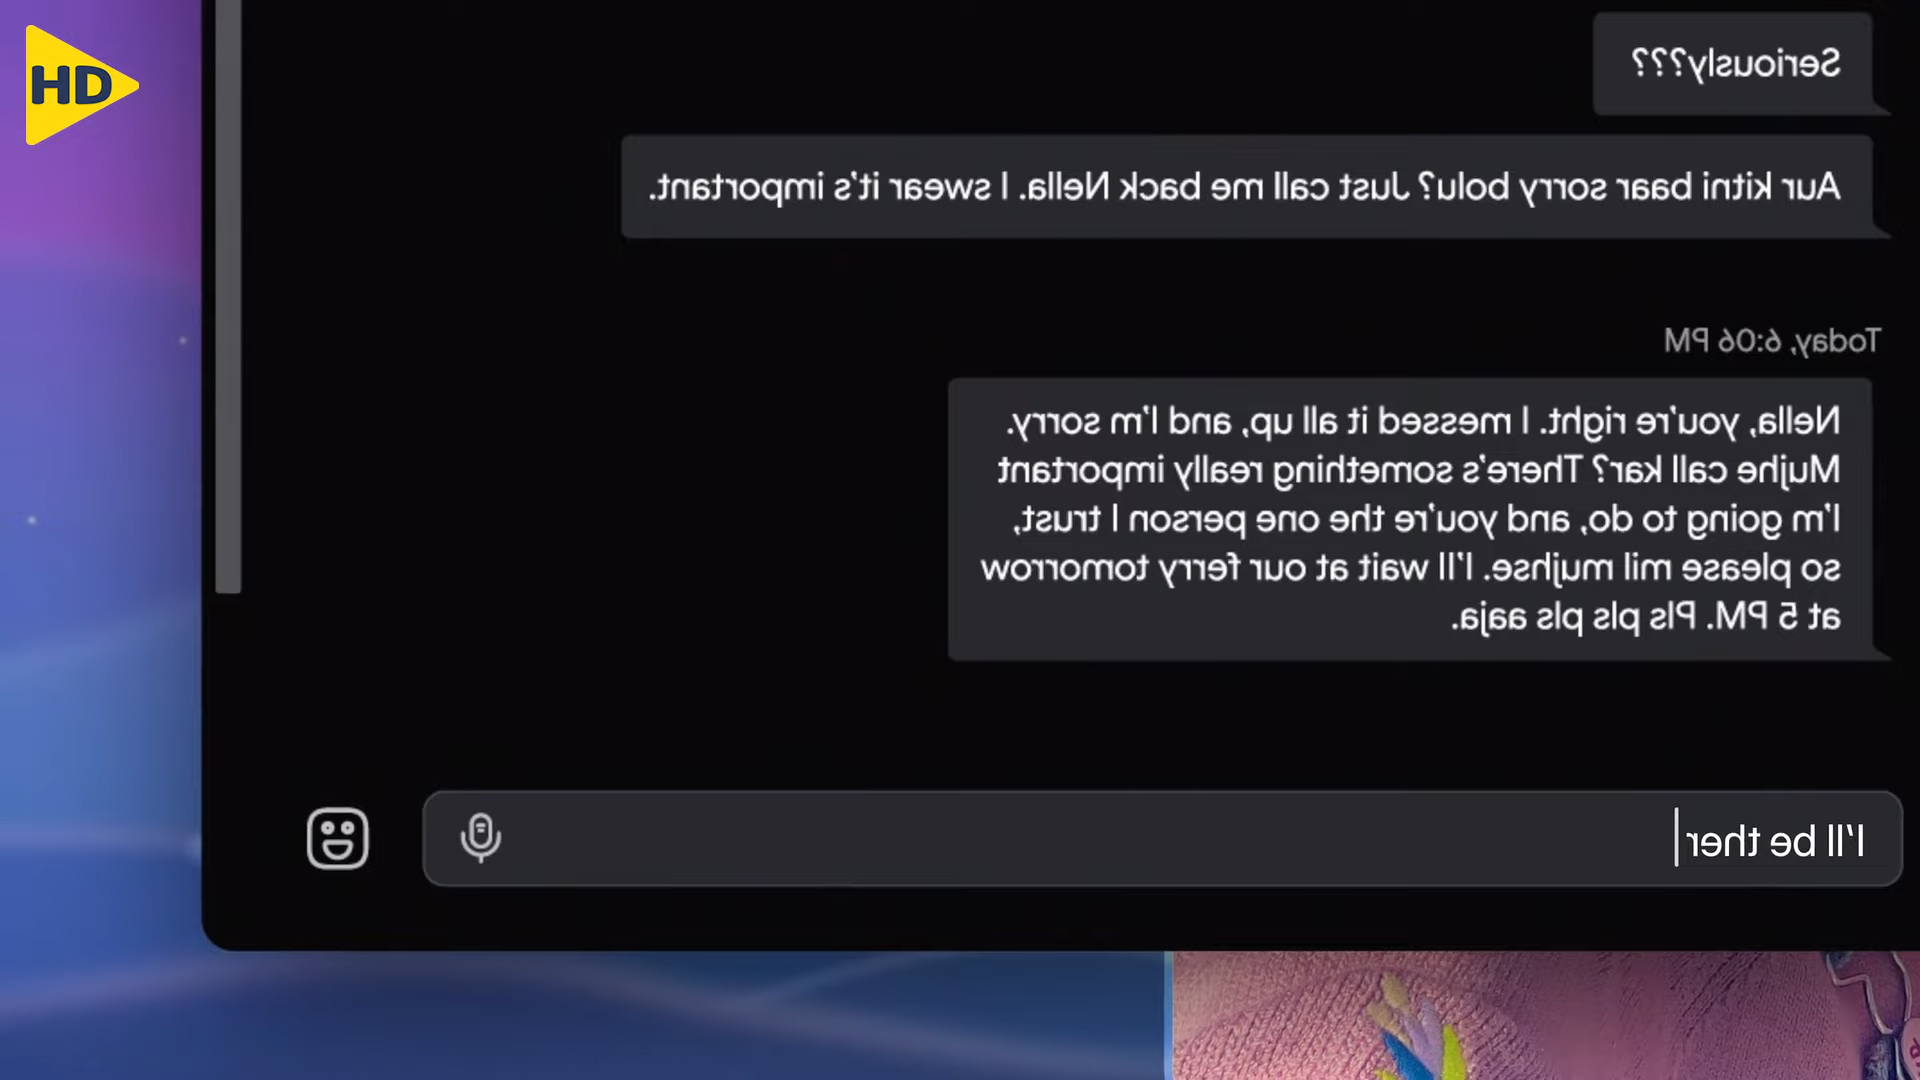 HD
Seriously???
Aur kitni baar sorry bolu? Just call me back Nella. I swear it's important.
Today, 6:06 PM
Nella, you're right. I messed it all up, and I'm sorry.
Mujhe call kar? There's something really important
I'm going to do, and you're the one person I trust,
so please mil mujhse. I'll wait at our ferry tomorrow
at 5 PM. Pls pls pls aaja.
I'll be ther